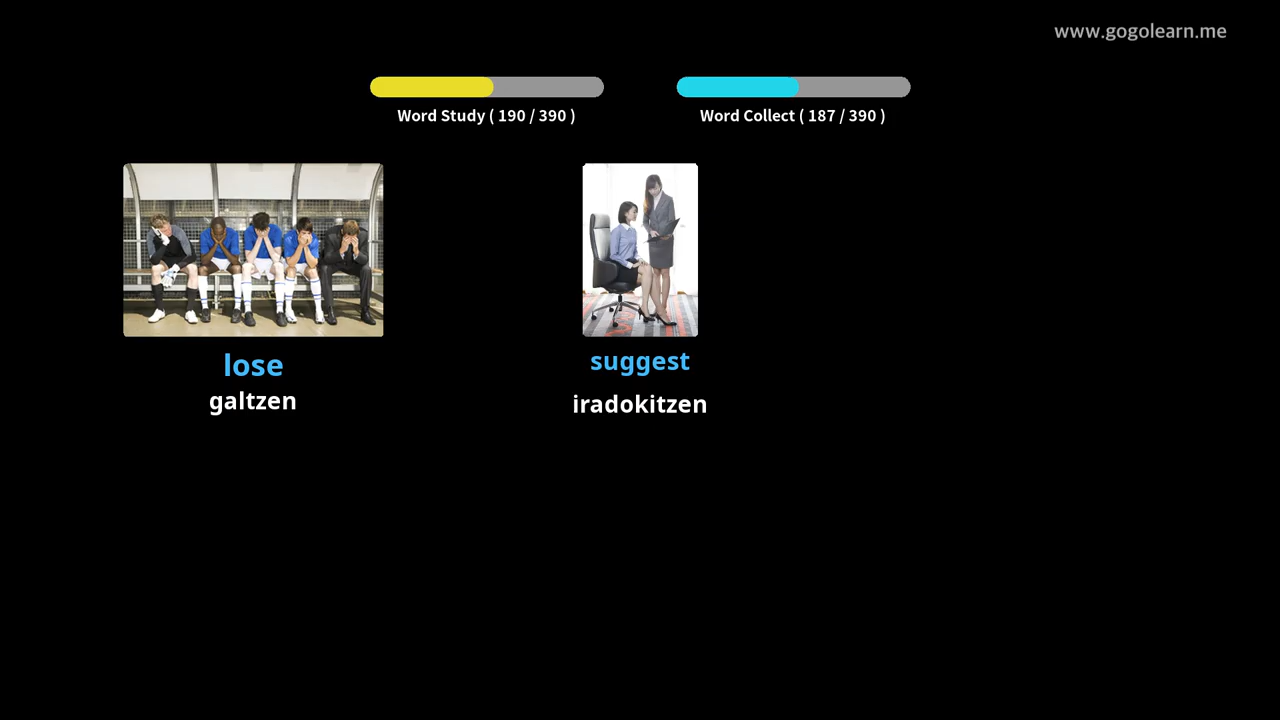 www.gogolearn.me
Word Study ( 190 / 390 )
Word Collect ( 187 / 390 )
lose
galtzen
suggest
iradokitzen